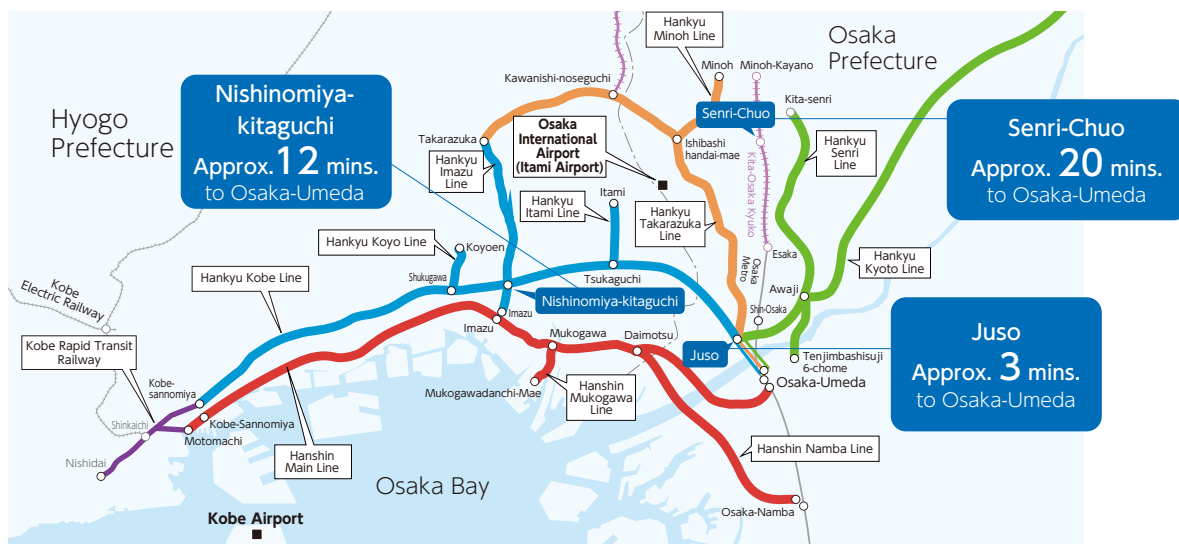 Hankyu
Minoh Line
Osaka
Prefecture
Minoh
Minoh-Kayano
Kawanishi-noseguchi
Nishinomiya-
kitaguchi
Approx. 12 mins.
to Osaka-Umeda
Kita-senri
Senri-Chuo
Senri-Chuo
Approx. 20 mins.
to Osaka-Umeda
Hyogo
Prefecture
Takarazuka
Osaka
International
Airport
(Itami Airport)
Ishibashi
handai-mae
Hankyu
Senri
Line
Hankyu
Imazu
Line
Kita-Osaka Kyuko
Itami
Hankyu
Itami Line
Hankyu
Takarazuka
Line
Hankyu Koyo Line
Koyoen
Esaka
Hankyu
Kyoto Line
Osaka
Metro
Hankyu Kobe Line
Shukugawa
Tsukaguchi
Awaji
Kobe
Electric Railway
Nishinomiya-kitaguchi
Shin-Osaka
Imazu
Imazu
Mukogawa
Daimotsu
Juso
Juso
Approx. 3 mins.
to Osaka-Umeda
Kobe Rapid Transit
Railway
Tenjimbashisuji
6-chome
Osaka-Umeda
Kobe-
sannomiya
Mukogawadanchi-Mae
Hanshin
Mukogawa
Line
Shinkaichi
Kobe-Sannomiya
Motomachi
Nishidai
Hanshin
Main Line
Hanshin Namba Line
Osaka Bay
Osaka-Namba
Kobe Airport